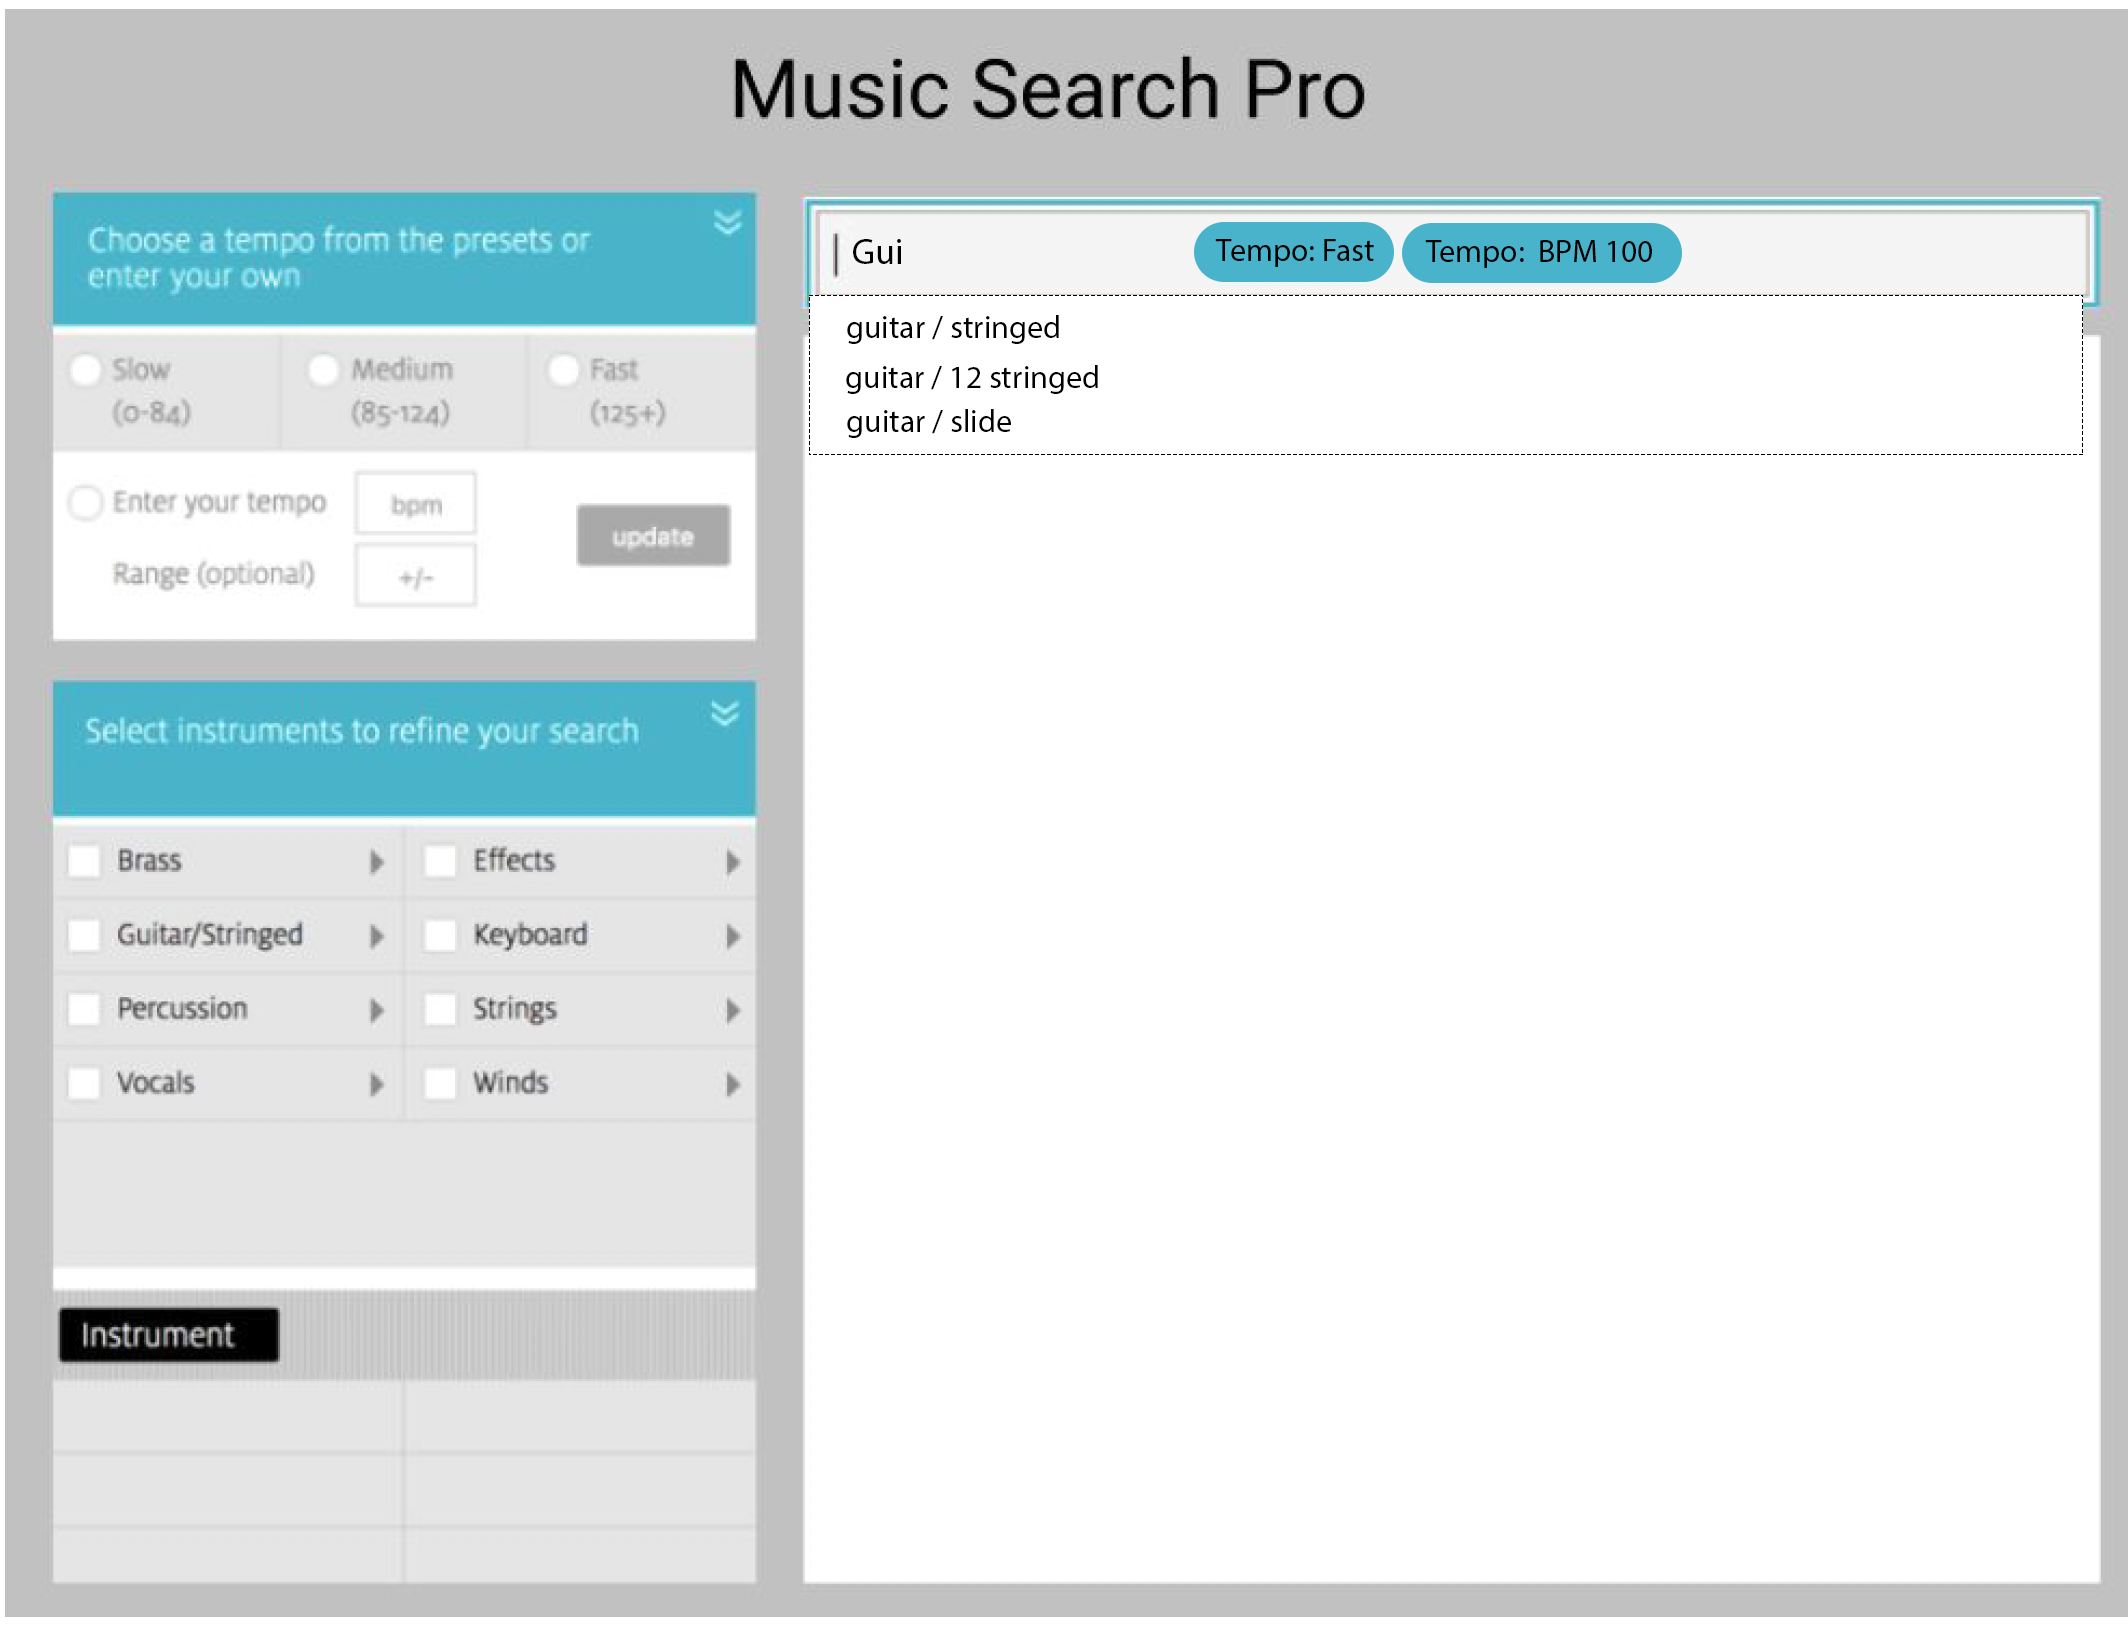 Music Search Pro
Choose a tempo from the presets or
enter your own
Slow
(0-84)
Medium
(85-124)
Fast
(125+)
Enter your tempo
bpm
Range (optional)
+/-
update
Select instruments to refine your search
Brass
Effects
Guitar/Stringed
Keyboard
Percussion
Strings
Vocals
Winds
Instrument
Gui
Tempo: Fast
Tempo: BPM 100
guitar / stringed
guitar / 12 stringed
guitar / slide